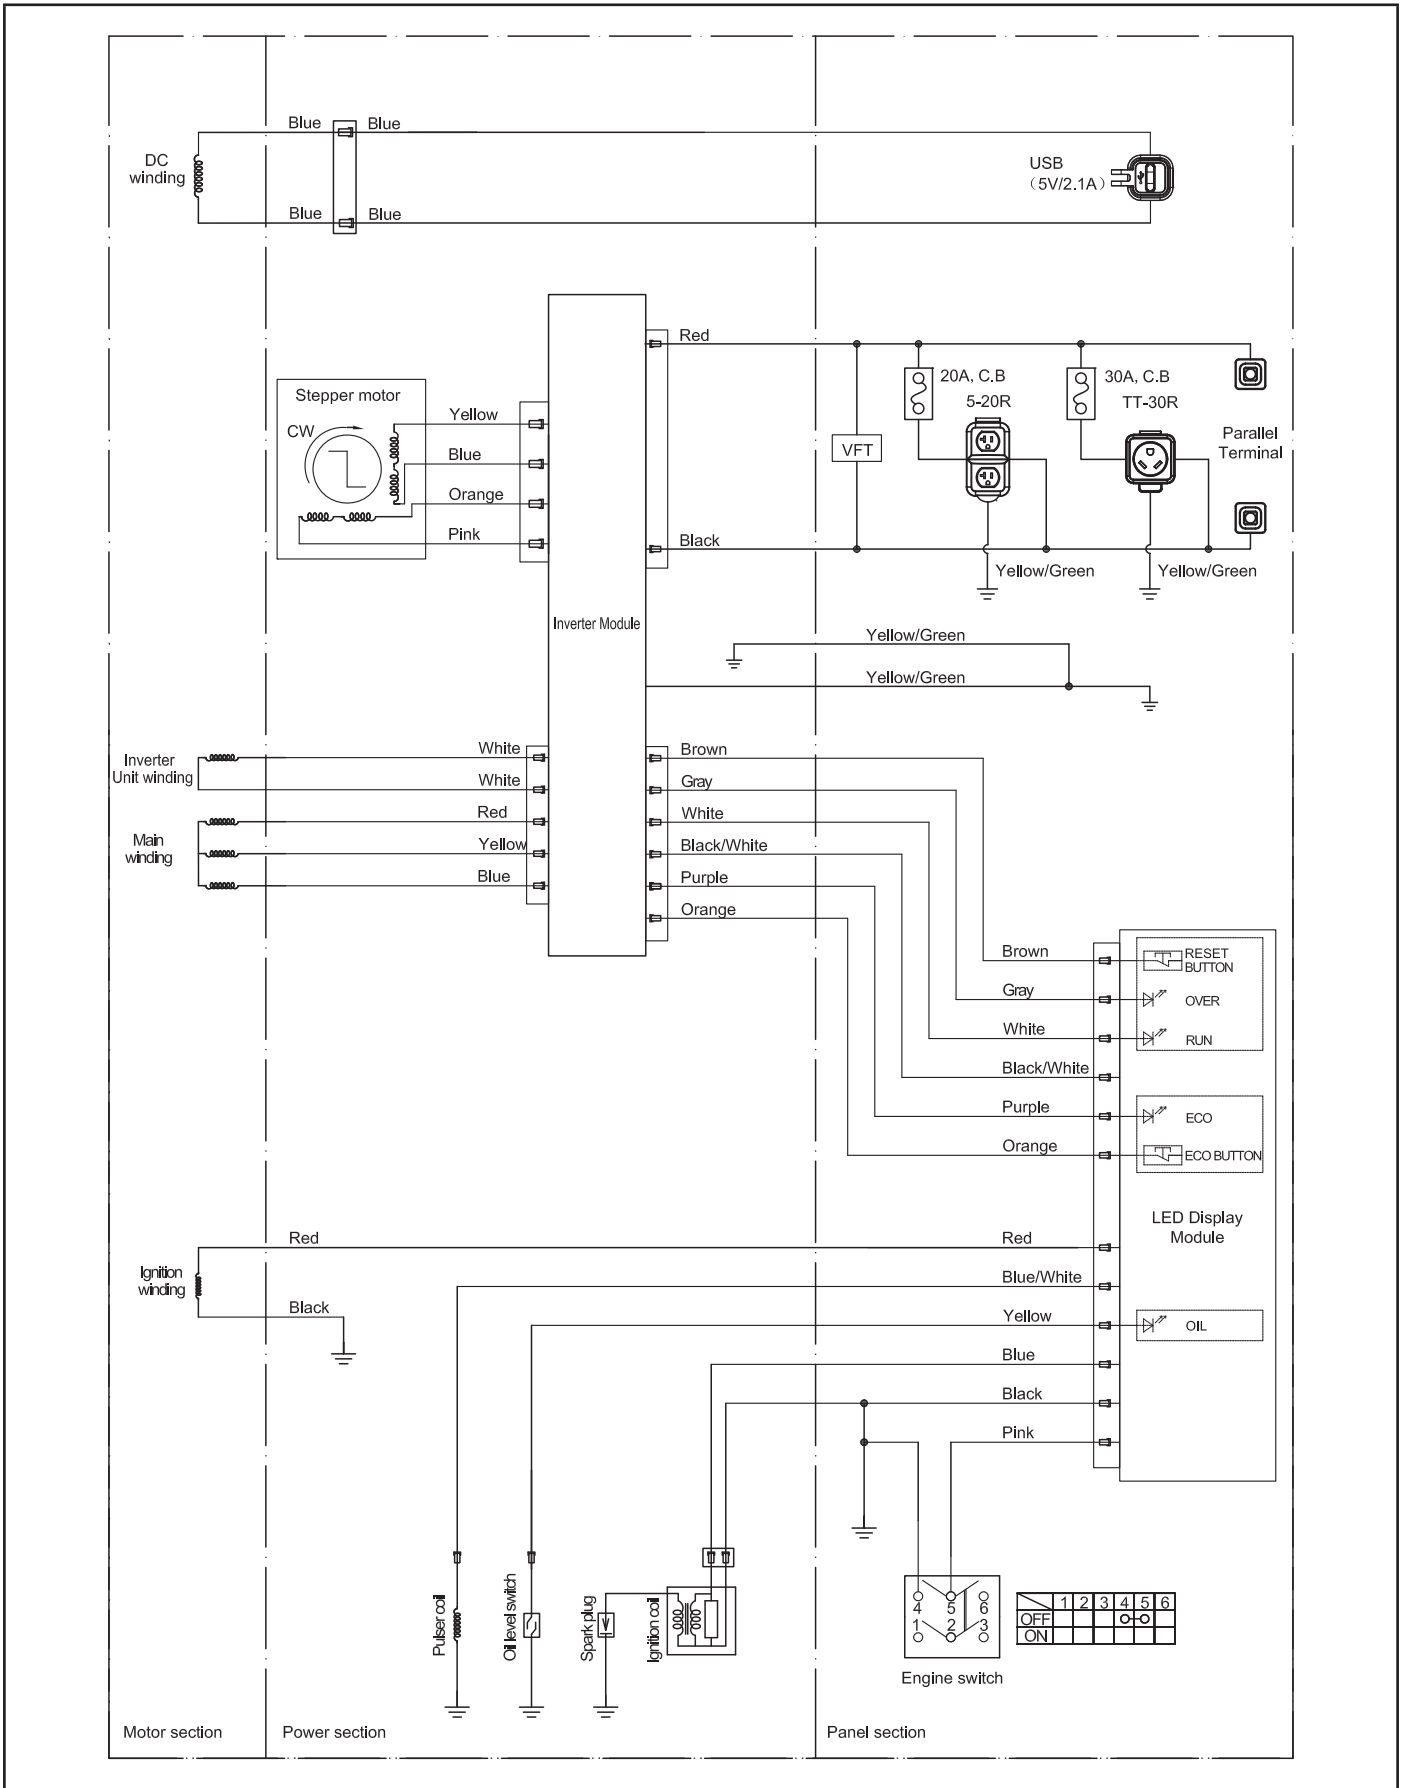 Blue
Blue
DC
winding
USB
(5V/2.1A)
Blue
Blue
Red
Stepper motor
CW
Yellow
Blue
Orange
Pink
20A, C.B
5-20R
30A, C.B
TT-30R
VFT
Parallel
Terminal
Black
Yellow/Green
Yellow/Green
Inverter Module
Yellow/Green
Yellow/Green
Inverter
Unit winding
White
White
Main
winding
Red
Yellow
Blue
Brown
Gray
White
Black/White
Purple
Orange
Brown
RESET
BUTTON
Gray
OVER
White
RUN
Black/White
Purple
ECO
Orange
ECO BUTTON
LED Display
Module
Red
Red
Ignition
winding
Black
Blue/White
Yellow
OIL
Blue
Black
Pink
Pulser coil
Oil level switch
Spark plug
Ignition coil
4 5 6
1 2 3
Engine switch
1 2 3 4 5 6
OFF
ON
Motor section
Power section
Panel section